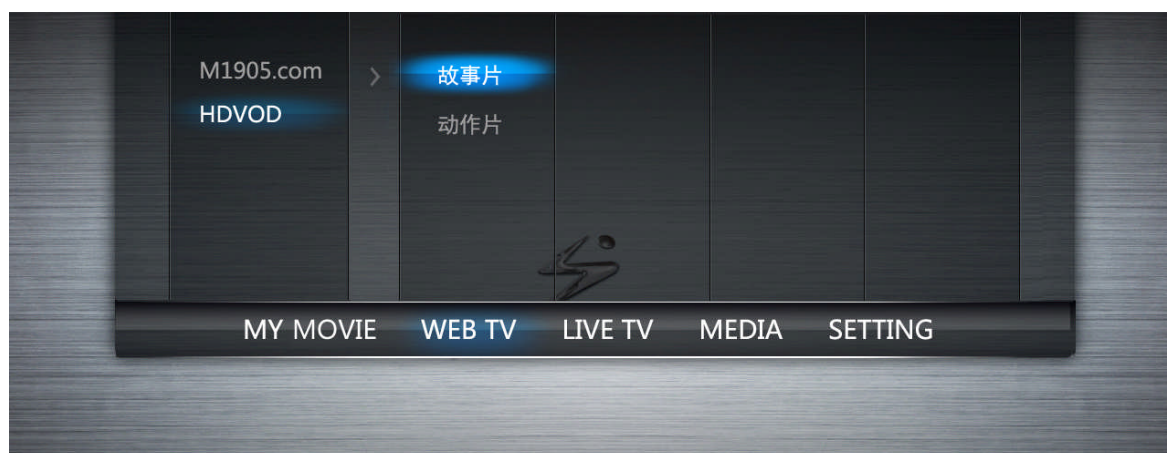 M1905.com
HDVOD
故事片
动作片
MY MOVIE WEB TV LIVE TV MEDIA SETTING